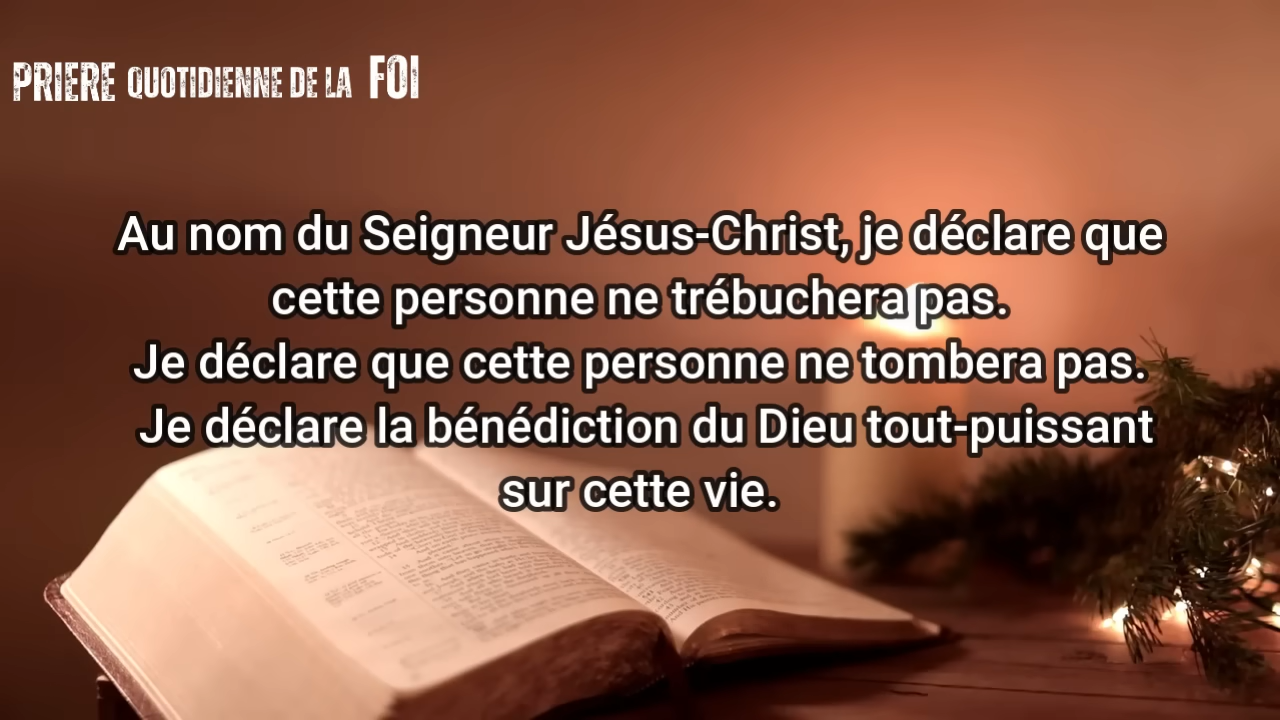 PRIERE QUOTIDIENNE DE LA FOI
Au nom du Seigneur Jésus-Christ, je déclare que
cette personne ne trébuchera pas.
Je déclare que cette personne ne tombera pas.
Je déclare la bénédiction du Dieu tout-puissant
sur cette vie.